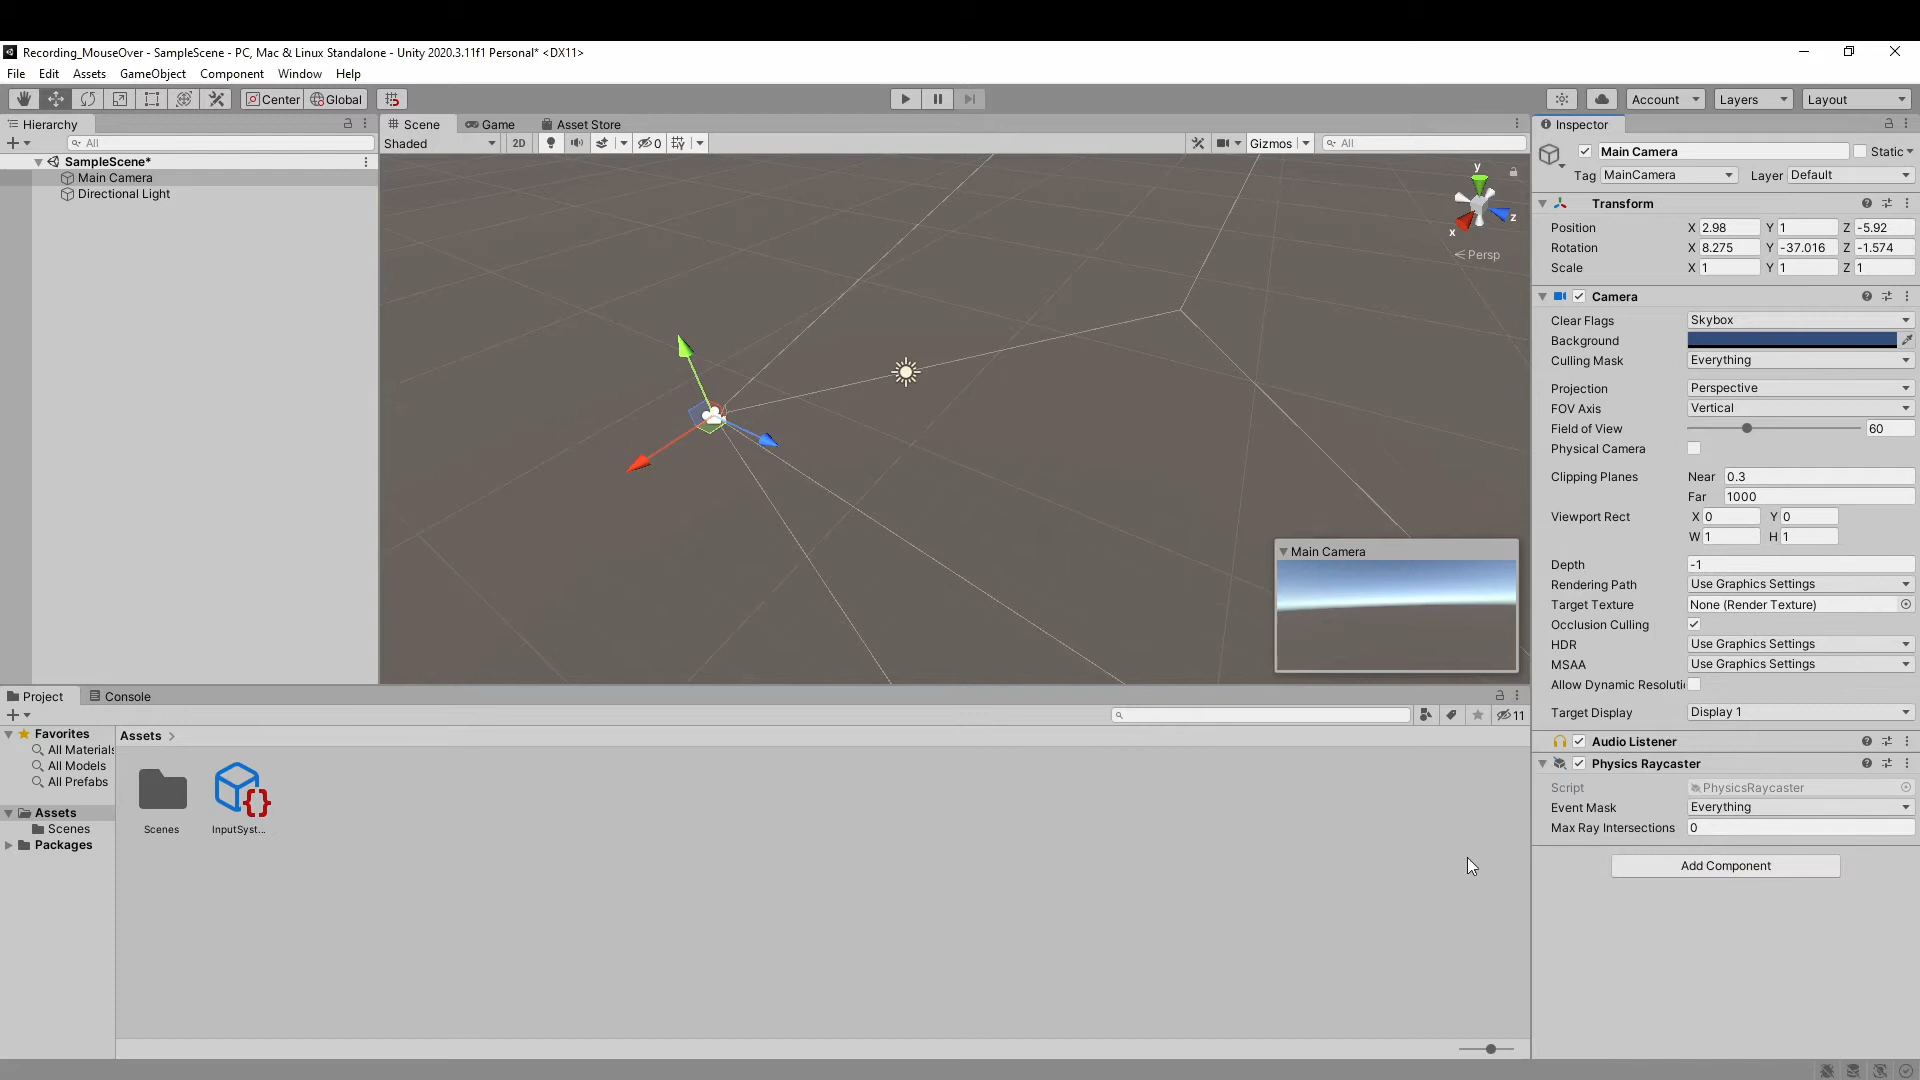 Recording_MouseOver - SampleScene - PC, Mac & Linux Standalone - Unity 2020.3.11f1 Personal* <DX11>
File Edit Assets GameObject Component Window Help
Center Global Account Layers Layout
Hierarchy
All
SampleScene*
Main Camera
Directional Light
Scene Game Asset Store
Shaded 2D 0 Gizmos All
y
z
x
Persp
Main Camera
Inspector
Main Camera Static
Tag MainCamera Layer Default
Transform
Position X 2.98 Y 1 Z -5.92
Rotation X 8.275 Y -37.016 Z -1.574
Scale X 1 Y 1 Z 1
Camera
Clear Flags Skybox
Background
Culling Mask Everything
Projection Perspective
FOV Axis Vertical
Field of View 60
Physical Camera
Clipping Planes Near 0.3
Far 1000
Viewport Rect X 0 Y 0
W 1 H 1
Depth -1
Rendering Path Use Graphics Settings
Target Texture None (Render Texture)
Occlusion Culling
HDR Use Graphics Settings
MSAA Use Graphics Settings
Allow Dynamic Resoluti
Target Display Display 1
Audio Listener
Physics Raycaster
Script PhysicsRaycaster
Event Mask Everything
Max Ray Intersections 0
Add Component
Project Console
11
Favorites
All Materials
All Models
All Prefabs
Assets
Scenes
Packages
Assets
Scenes InputSyst...